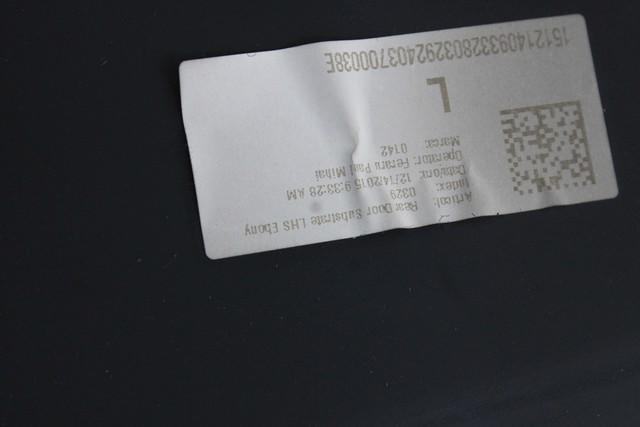 Articol: Rear Door Substrate LHS Ebony
Index: 0329
Data/ora: 12/14/2015 9:33:28 AM
Operator: Feraru Paul Mihai
Marca: 0142
L
15121409332803292403700038E